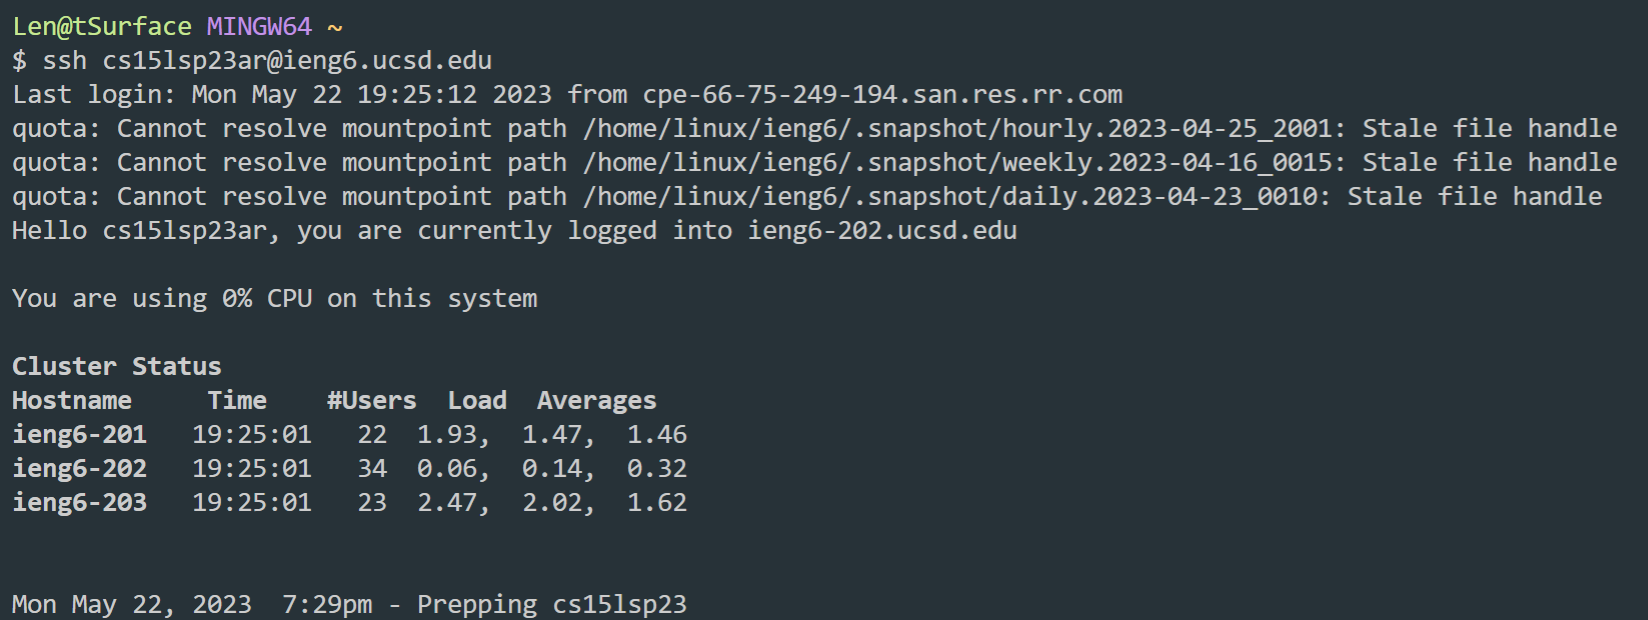 Len@tSurface MINGW64 ~
$ ssh cs15lsp23ar@ieng6.ucsd.edu
Last login: Mon May 22 19:25:12 2023 from cpe-66-75-249-194.san.res.rr.com
quota: Cannot resolve mountpoint path /home/linux/ieng6/.snapshot/hourly.2023-04-25_2001: Stale file handle
quota: Cannot resolve mountpoint path /home/linux/ieng6/.snapshot/weekly.2023-04-16_0015: Stale file handle
quota: Cannot resolve mountpoint path /home/linux/ieng6/.snapshot/daily.2023-04-23_0010: Stale file handle
Hello cs15lsp23ar, you are currently logged into ieng6-202.ucsd.edu

You are using 0% CPU on this system

Cluster Status
Hostname     Time    #Users  Load  Averages
ieng6-201   19:25:01   22  1.93,  1.47,  1.46
ieng6-202   19:25:01   34  0.06,  0.14,  0.32
ieng6-203   19:25:01   23  2.47,  2.02,  1.62

Mon May 22, 2023  7:29pm - Prepping cs15lsp23